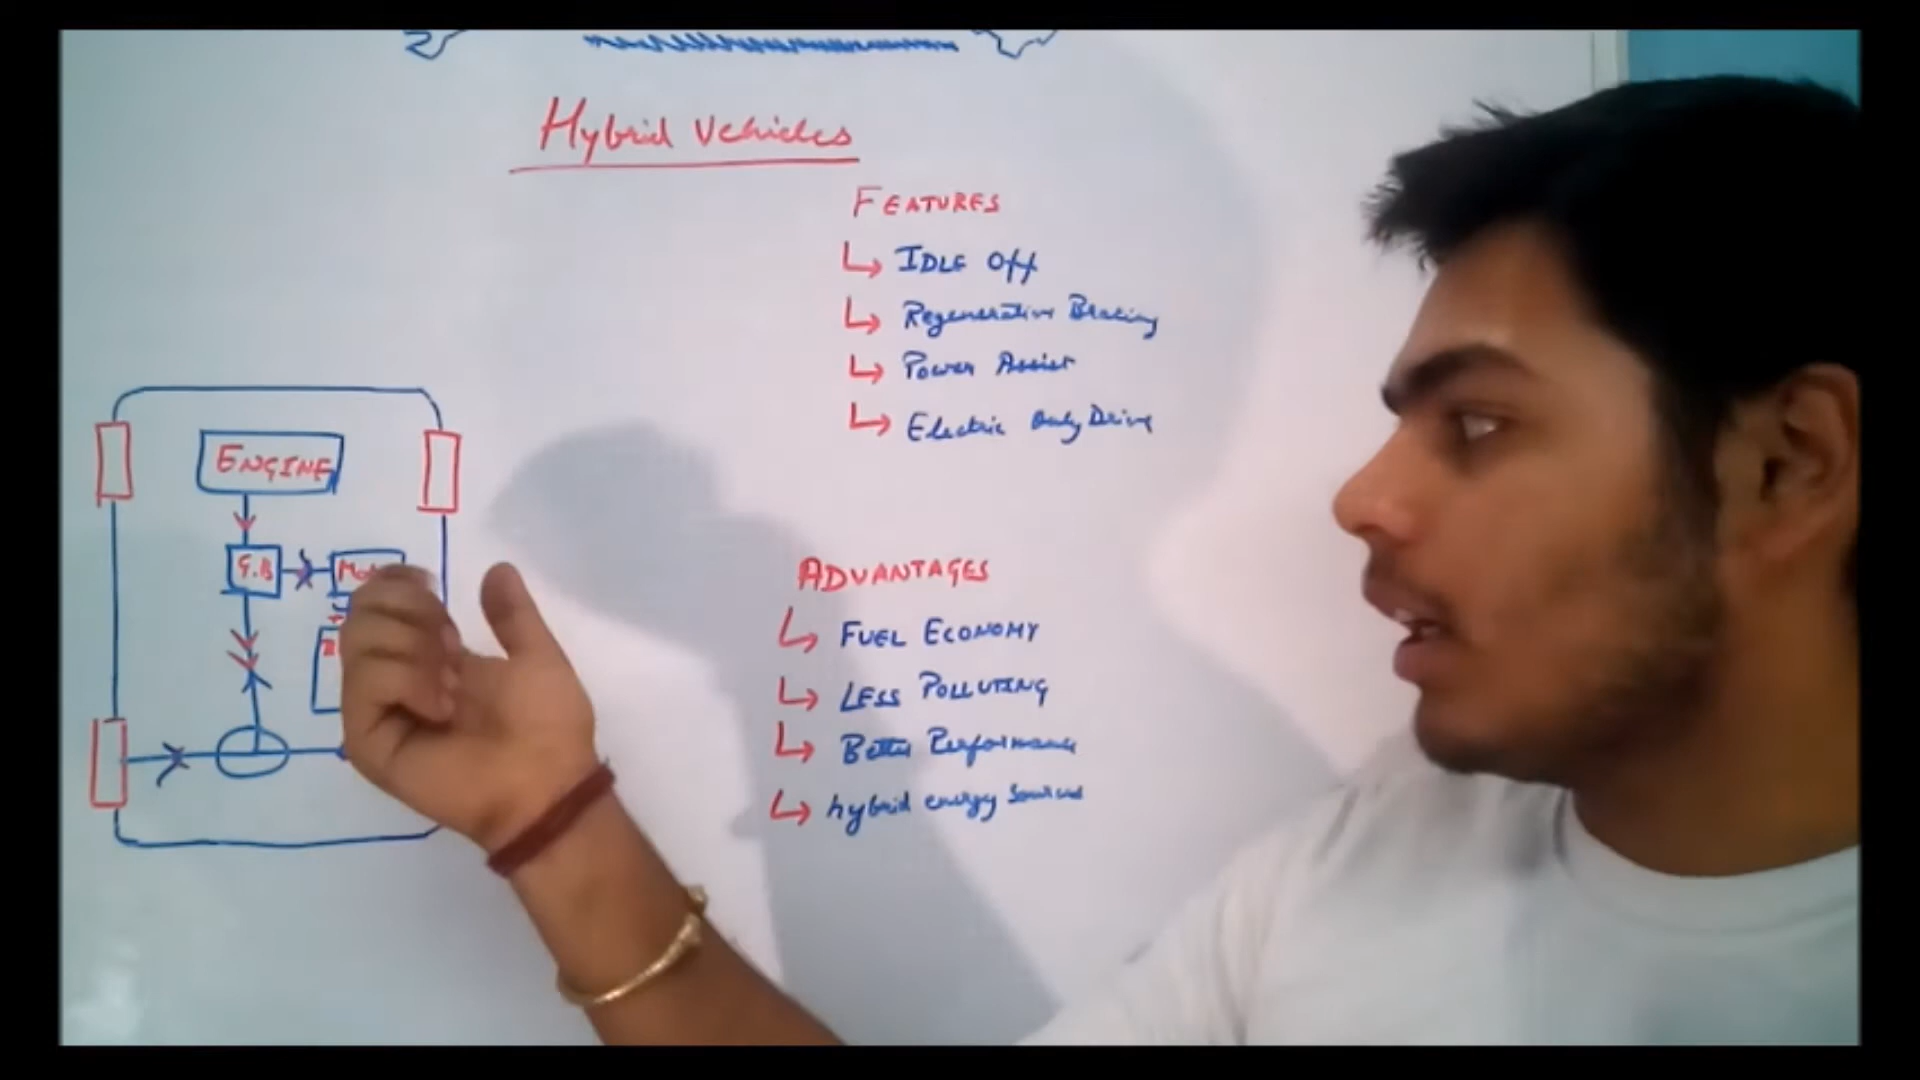 Hybrid Vehicles
FEATURES
IDLE Off
Regenerative Braking
Power Assist
Electric Only Drive
ENGINE
G.B
ADVANTAGES
FUEL ECONOMY
LESS POLLUTING
Better Performance
hybrid energy sources